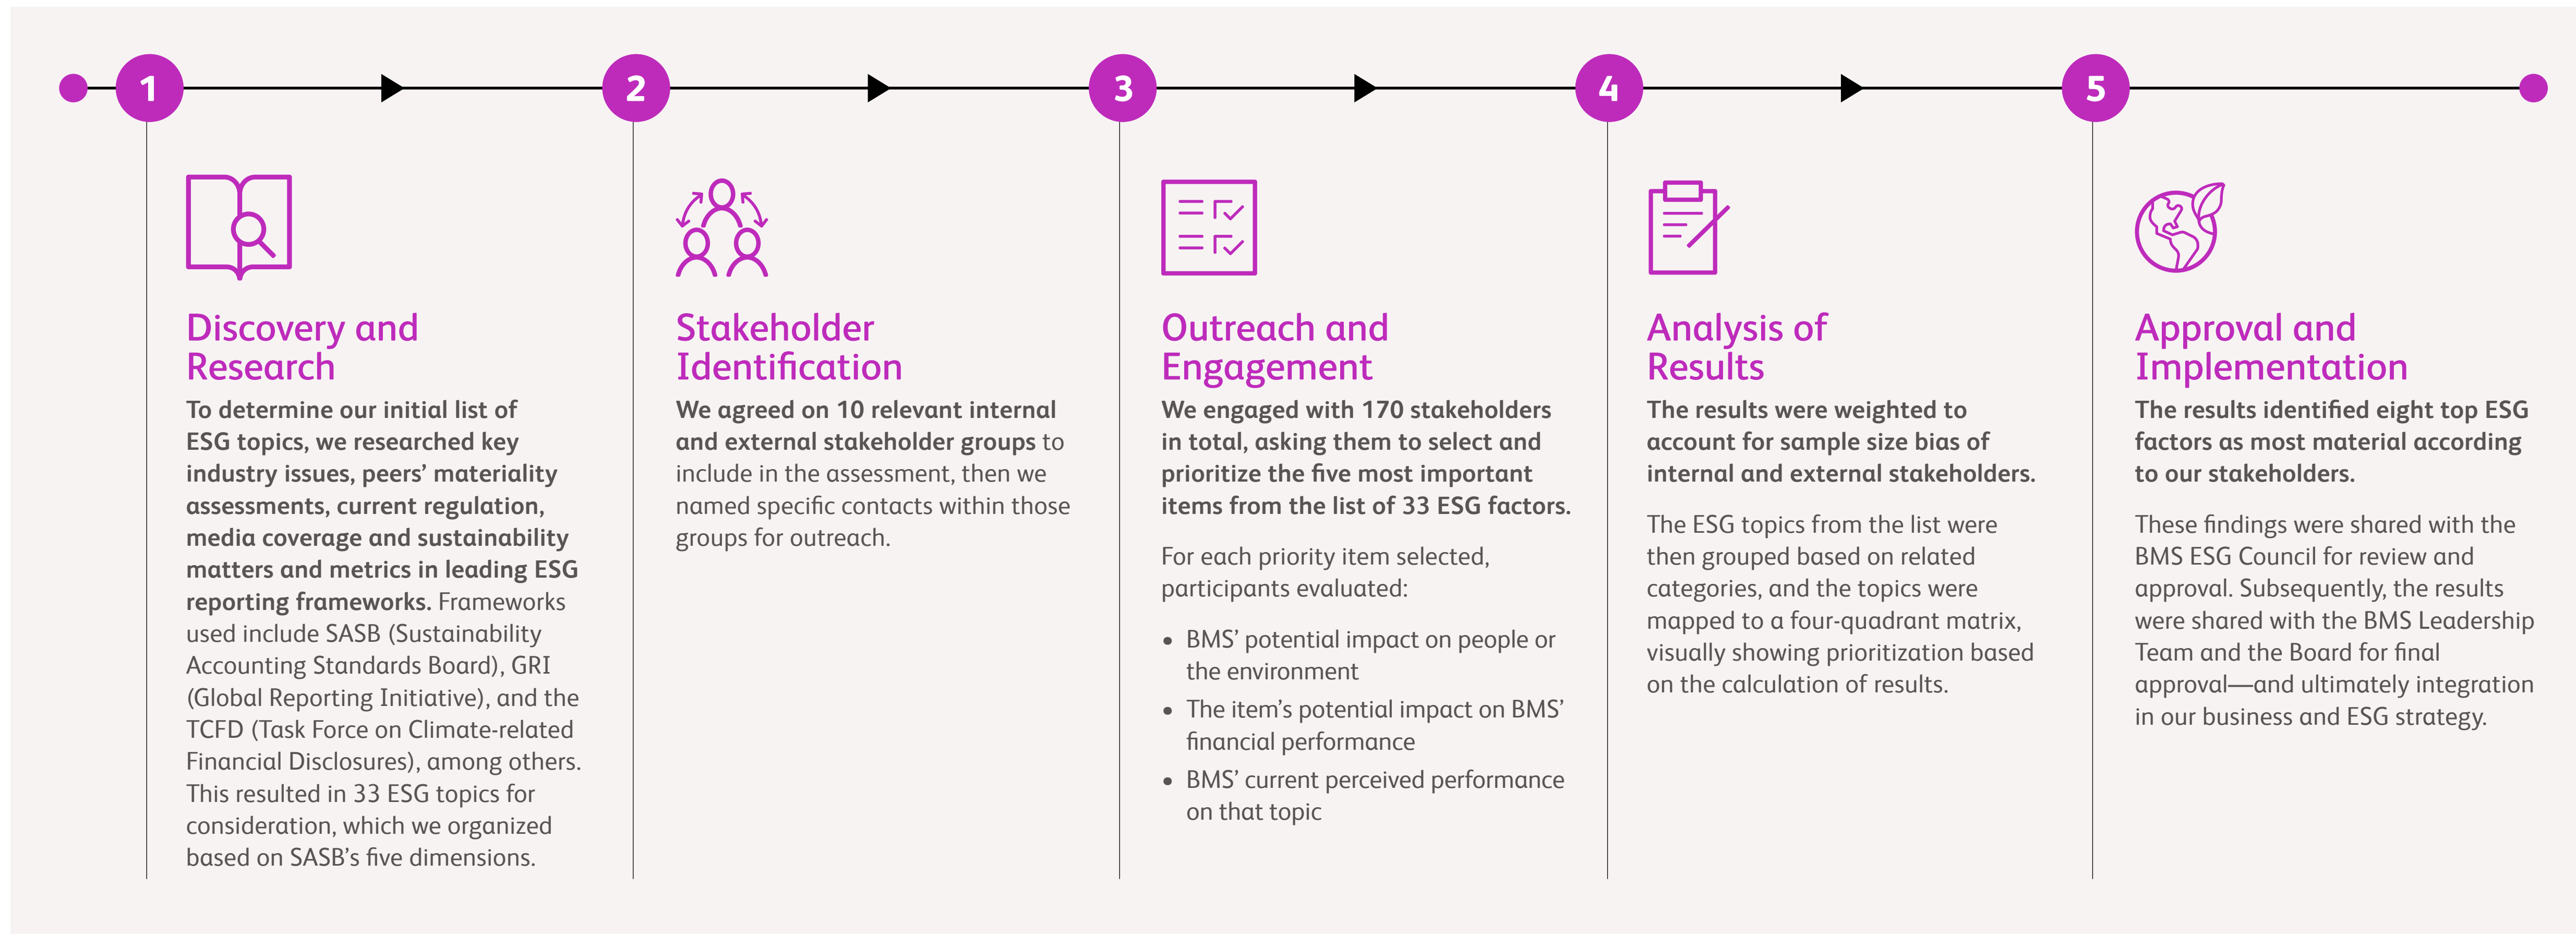 1
2
3
4
5
Discovery and
Research
To determine our initial list of
ESG topics, we researched key
industry issues, peers’ materiality
assessments, current regulation,
media coverage and sustainability
matters and metrics in leading ESG
reporting frameworks. Frameworks
used include SASB (Sustainability
Accounting Standards Board), GRI
(Global Reporting Initiative), and the
TCFD (Task Force on Climate-related
Financial Disclosures), among others.
This resulted in 33 ESG topics for
consideration, which we organized
based on SASB’s five dimensions.
Stakeholder
Identification
We agreed on 10 relevant internal
and external stakeholder groups to
include in the assessment, then we
named specific contacts within those
groups for outreach.
Outreach and
Engagement
We engaged with 170 stakeholders
in total, asking them to select and
prioritize the five most important
items from the list of 33 ESG factors.
For each priority item selected,
participants evaluated:
• BMS’ potential impact on people or
the environment
• The item’s potential impact on BMS’
financial performance
• BMS’ current perceived performance
on that topic
Analysis of
Results
The results were weighted to
account for sample size bias of
internal and external stakeholders.
The ESG topics from the list were
then grouped based on related
categories, and the topics were
mapped to a four-quadrant matrix,
visually showing prioritization based
on the calculation of results.
Approval and
Implementation
The results identified eight top ESG
factors as most material according
to our stakeholders.
These findings were shared with the
BMS ESG Council for review and
approval. Subsequently, the results
were shared with the BMS Leadership
Team and the Board for final
approval—and ultimately integration
in our business and ESG strategy.